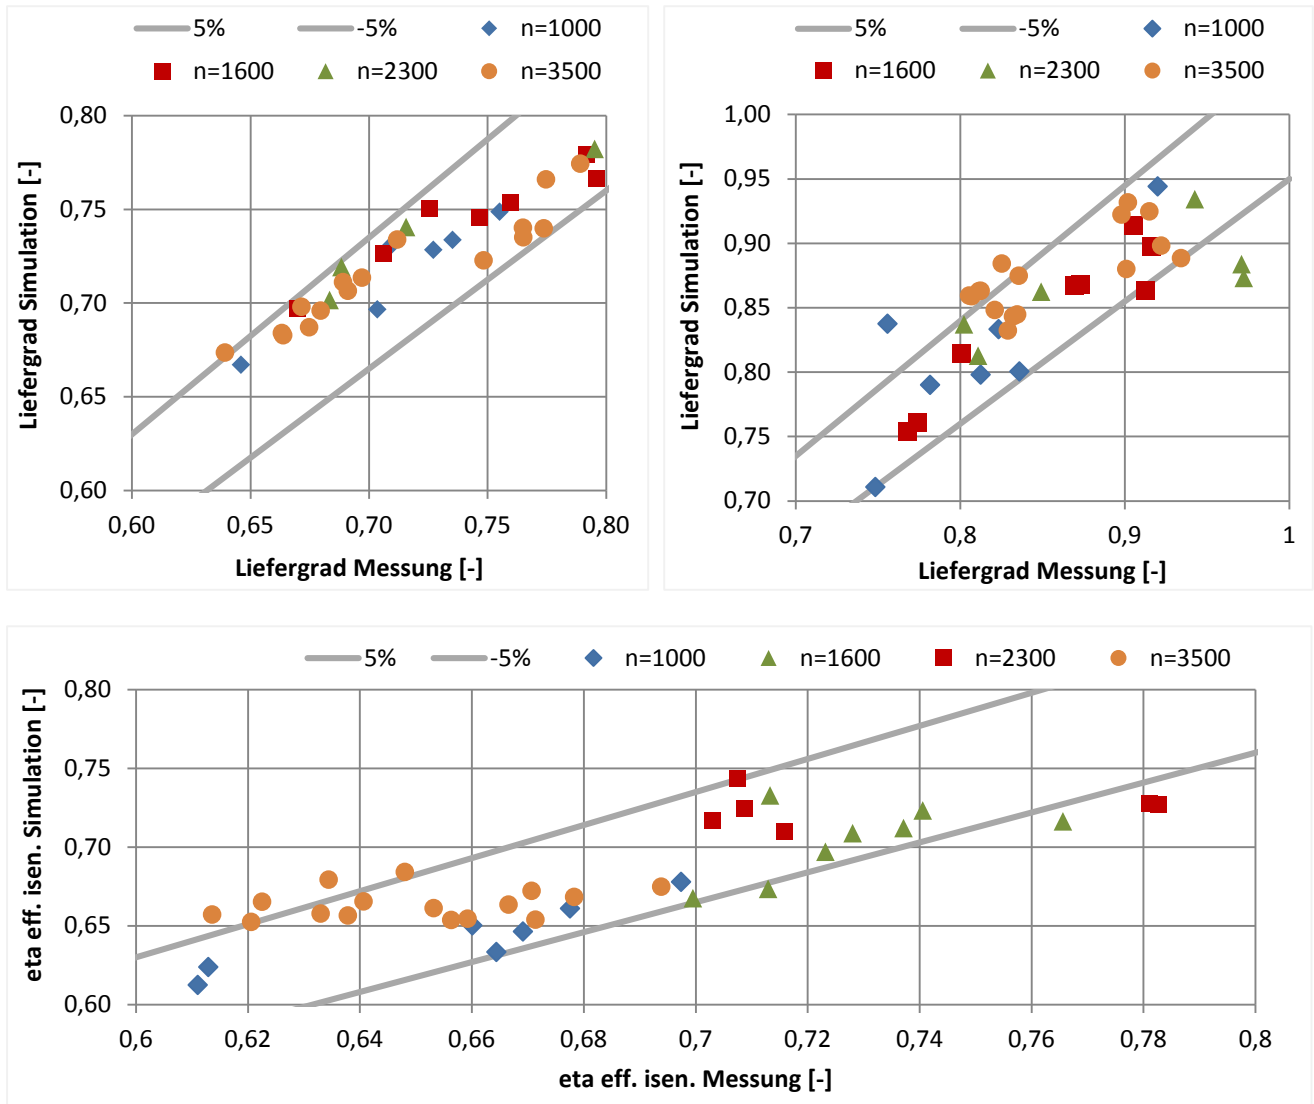 5% -5% n=1000
n=1600 n=2300 n=3500
0,80
0,75
0,70
0,65
0,60
0,60 0,65 0,70 0,75 0,80
Liefergrad Simulation [-]
Liefergrad Messung [-]
5% -5% n=1000
n=1600 n=2300 n=3500
1,00
0,95
0,90
0,85
0,80
0,75
0,70
0,7 0,8 0,9 1
Liefergrad Simulation [-]
Liefergrad Messung [-]
5% -5% n=1000 n=1600 n=2300 n=3500
0,80
0,75
0,70
0,65
0,60
0,6 0,62 0,64 0,66 0,68 0,7 0,72 0,74 0,76 0,78 0,8
eta eff. isen. Simulation [-]
eta eff. isen. Messung [-]